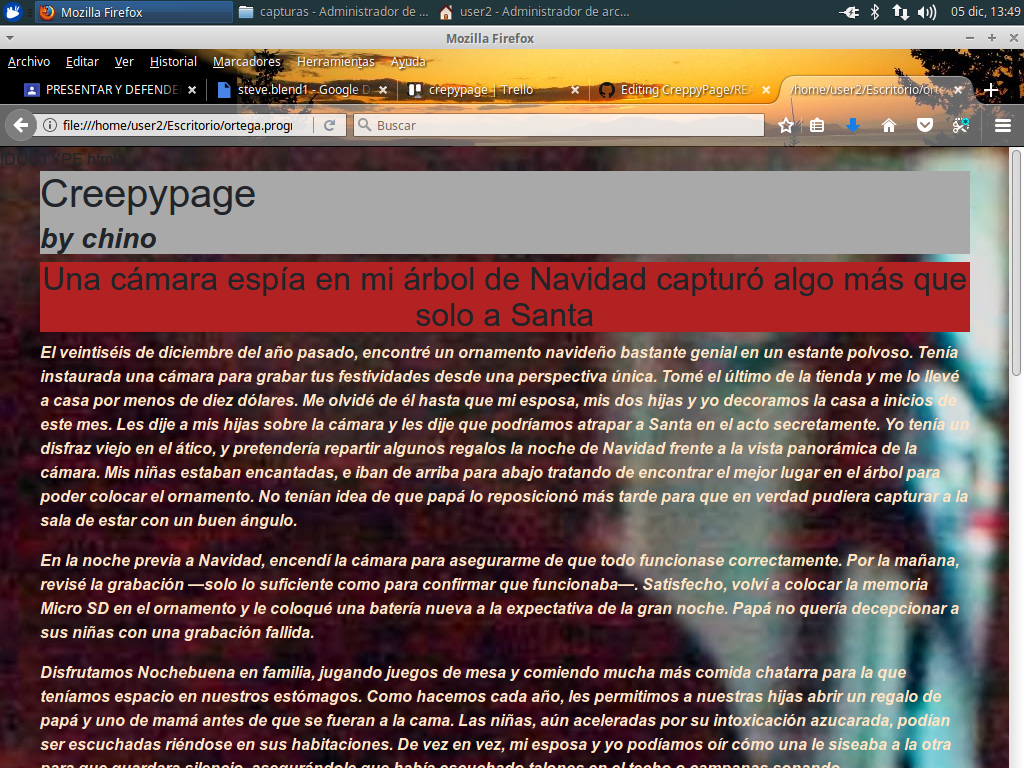 Mozilla Firefox
capturas - Administrador de ...
user2 - Administrador de arc...
05 dic, 13:49
Mozilla Firefox
Archivo Editar Ver Historial Marcadores Herramientas Ayuda
PRESENTAR Y DEFENDE
steve.blend1 - Google D
crepypage | Trello
Editing CreppyPage/REA
/home/user2/Escritorio/orte
file:///home/user2/Escritorio/ortega.progr
Buscar
!DOCTYPE html>
Creepypage
by chino
Una cámara espía en mi árbol de Navidad capturó algo más que
solo a Santa
El veintiséis de diciembre del año pasado, encontré un ornamento navideño bastante genial en un estante polvoso. Tenía
instaurada una cámara para grabar tus festividades desde una perspectiva única. Tomé el último de la tienda y me lo llevé
a casa por menos de diez dólares. Me olvidé de él hasta que mi esposa, mis dos hijas y yo decoramos la casa a inicios de
este mes. Les dije a mis hijas sobre la cámara y les dije que podríamos atrapar a Santa en el acto secretamente. Yo tenía un
disfraz viejo en el ático, y pretendería repartir algunos regalos la noche de Navidad frente a la vista panorámica de la
cámara. Mis niñas estaban encantadas, e iban de arriba para abajo tratando de encontrar el mejor lugar en el árbol para
poder colocar el ornamento. No tenían idea de que papá lo reposicionó más tarde para que en verdad pudiera capturar a la
sala de estar con un buen ángulo.
En la noche previa a Navidad, encendí la cámara para asegurarme de que todo funcionase correctamente. Por la mañana,
revisé la grabación —solo lo suficiente como para confirmar que funcionaba—. Satisfecho, volví a colocar la memoria
Micro SD en el ornamento y le coloqué una batería nueva a la expectativa de la gran noche. Papá no quería decepcionar a
sus niñas con una grabación fallida.
Disfrutamos Nochebuena en familia, jugando juegos de mesa y comiendo mucha más comida chatarra para la que
teníamos espacio en nuestros estómagos. Como hacemos cada año, les permitimos a nuestras hijas abrir un regalo de
papá y uno de mamá antes de que se fueran a la cama. Las niñas, aún aceleradas por su intoxicación azucarada, podían
ser escuchadas riéndose en sus habitaciones. De vez en vez, mi esposa y yo podíamos oír cómo una le siseaba a la otra
para que guardara silencio, asegurándole que había escuchado talones en el techo o campanas sonando.